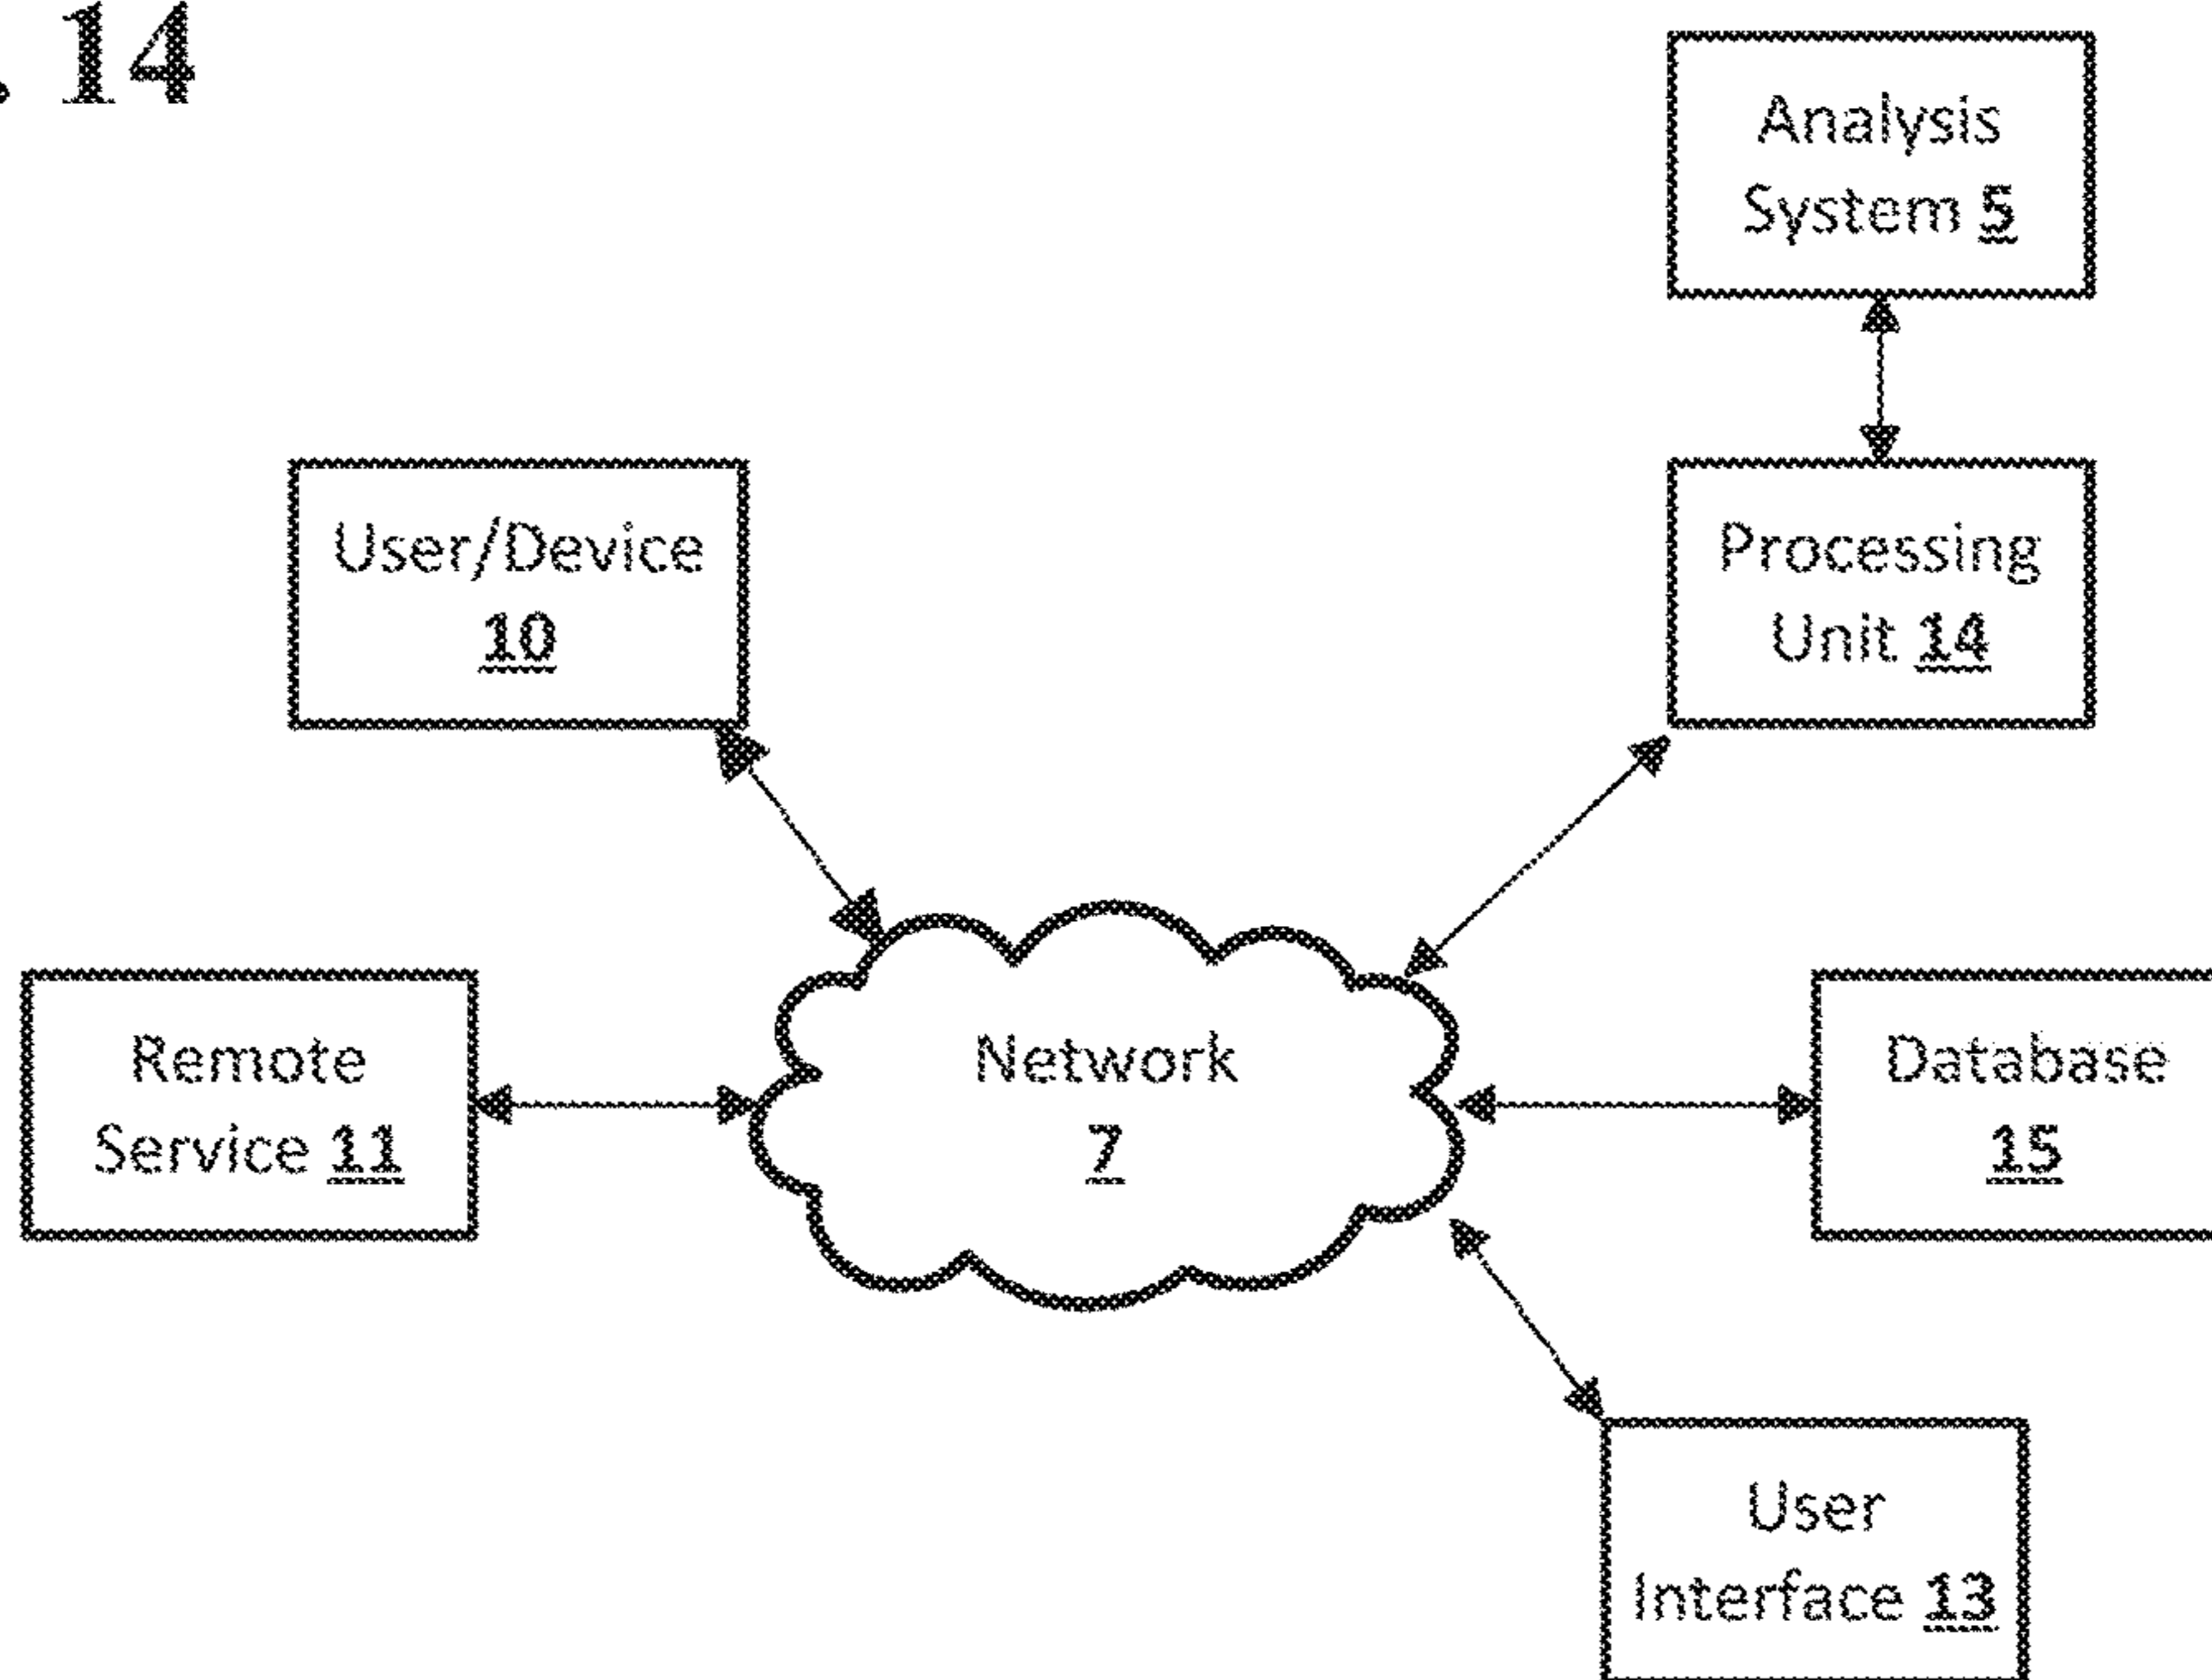 . 14
Analysis
System 5
User/Device
10
Processing
Unit 14
Remote
Service 11
Network
7
Database
15
User
Interface 13